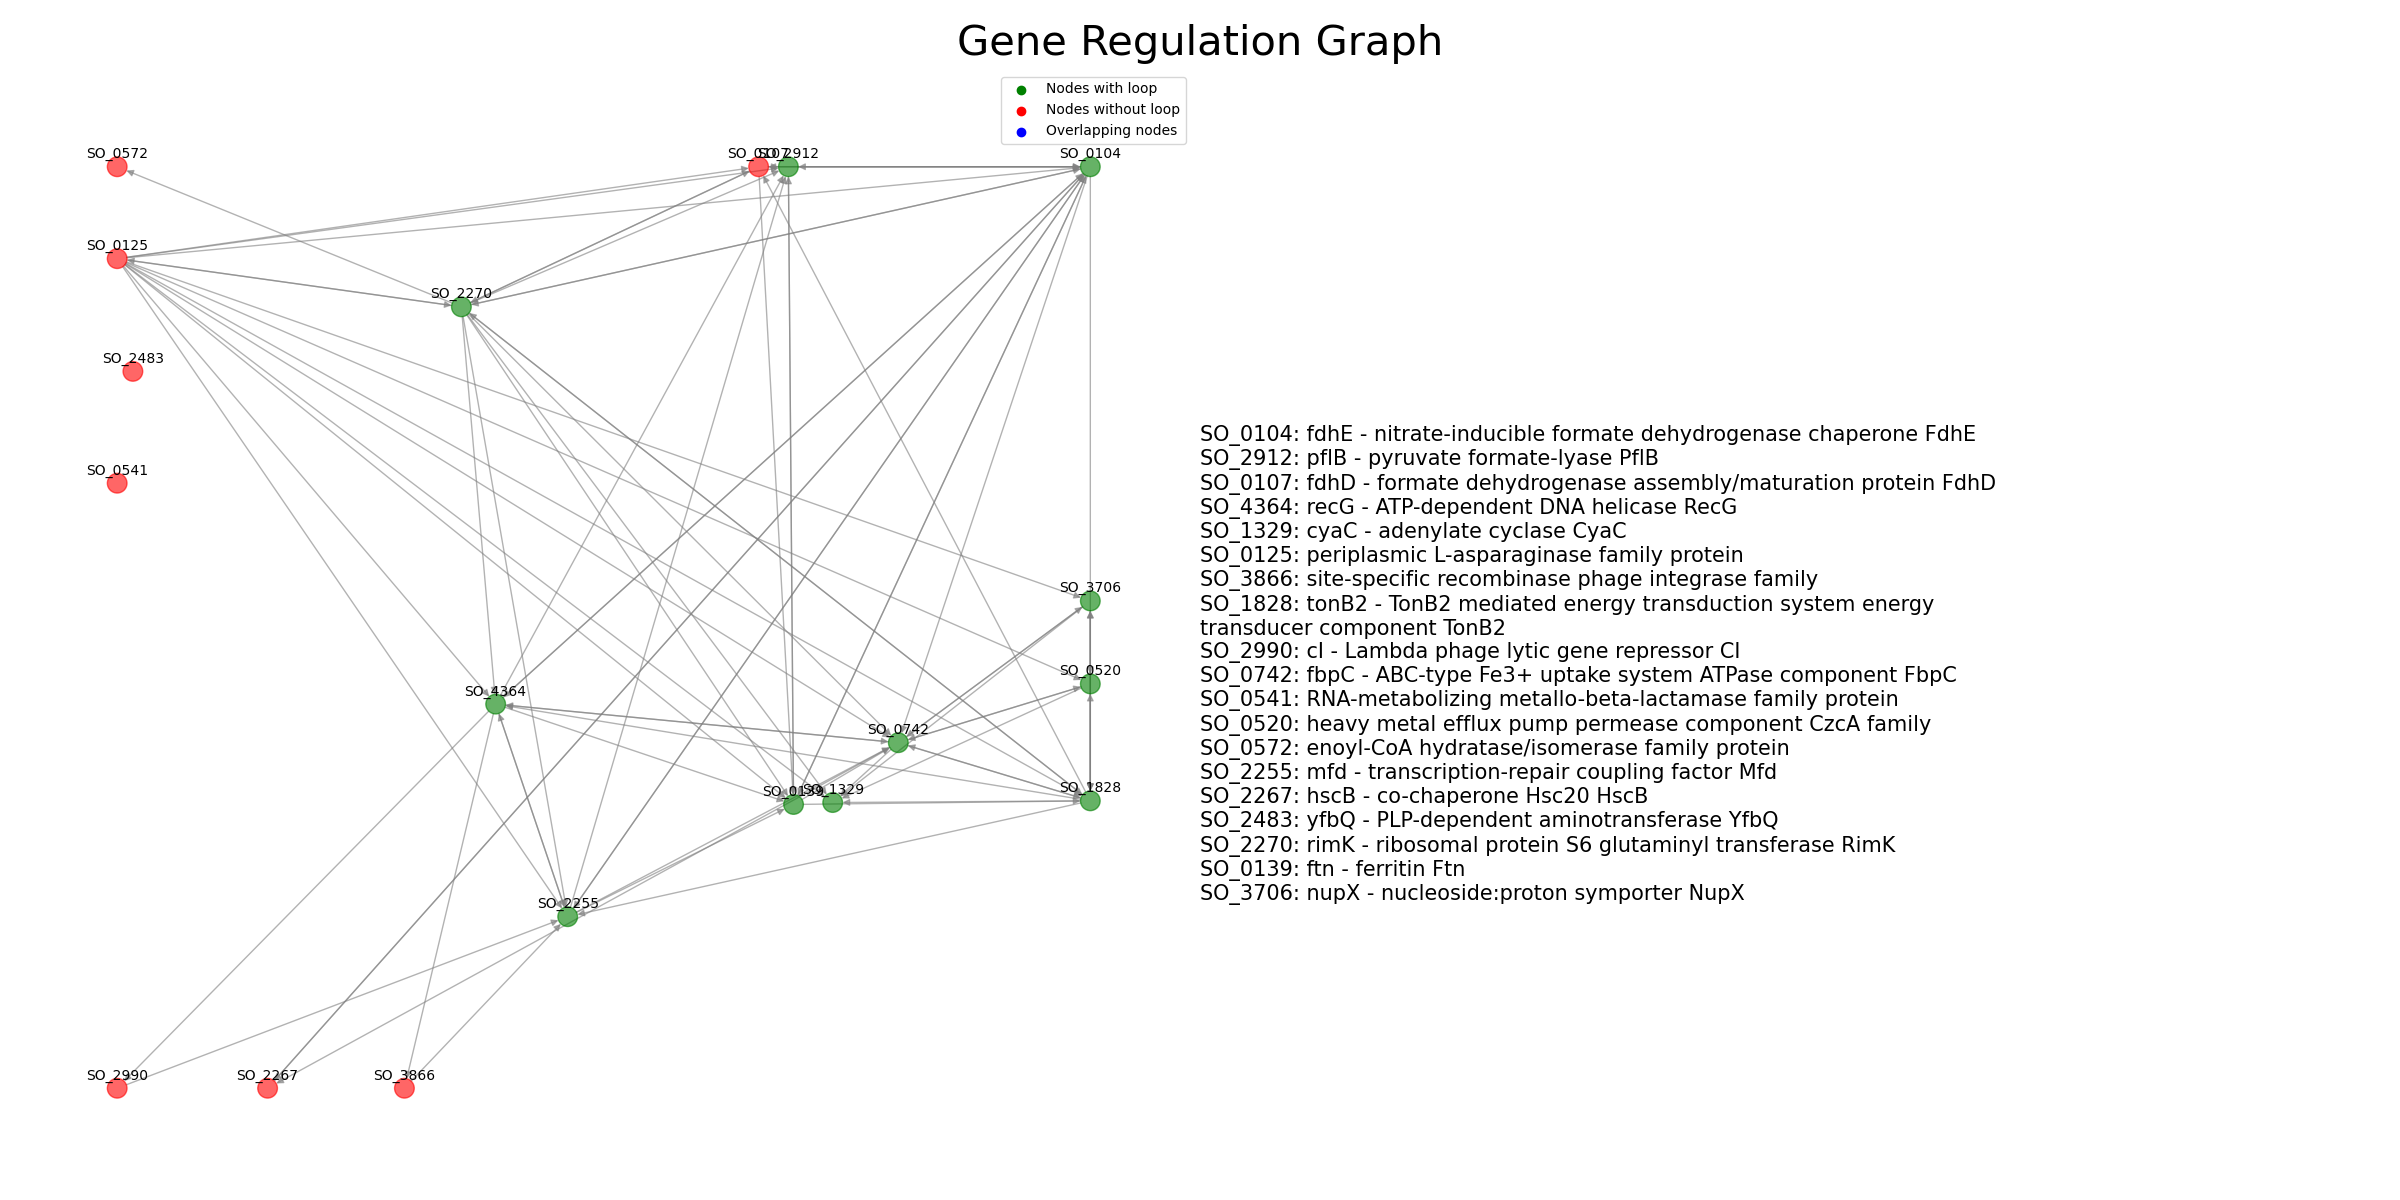 Gene Regulation Graph
Nodes with loop
Nodes without loop
Overlapping nodes
SO_0572
SO_0107
SO_2912
SO_0104
SO_0125
SO_2270
SO_2483
SO_0541
SO_3706
SO_0520
SO_4364
SO_0742
SO_0139
SO_1329
SO_1828
SO_2255
SO_2990
SO_2267
SO_3866
SO_0104: fdhE - nitrate-inducible formate dehydrogenase chaperone FdhE
SO_2912: pflB - pyruvate formate-lyase PflB
SO_0107: fdhD - formate dehydrogenase assembly/maturation protein FdhD
SO_4364: recG - ATP-dependent DNA helicase RecG
SO_1329: cyaC - adenylate cyclase CyaC
SO_0125: periplasmic L-asparaginase family protein
SO_3866: site-specific recombinase phage integrase family
SO_1828: tonB2 - TonB2 mediated energy transduction system energy
transducer component TonB2
SO_2990: cI - Lambda phage lytic gene repressor CI
SO_0742: fbpC - ABC-type Fe3+ uptake system ATPase component FbpC
SO_0541: RNA-metabolizing metallo-beta-lactamase family protein
SO_0520: heavy metal efflux pump permease component CzcA family
SO_0572: enoyl-CoA hydratase/isomerase family protein
SO_2255: mfd - transcription-repair coupling factor Mfd
SO_2267: hscB - co-chaperone Hsc20 HscB
SO_2483: yfbQ - PLP-dependent aminotransferase YfbQ
SO_2270: rimK - ribosomal protein S6 glutaminyl transferase RimK
SO_0139: ftn - ferritin Ftn
SO_3706: nupX - nucleoside:proton symporter NupX